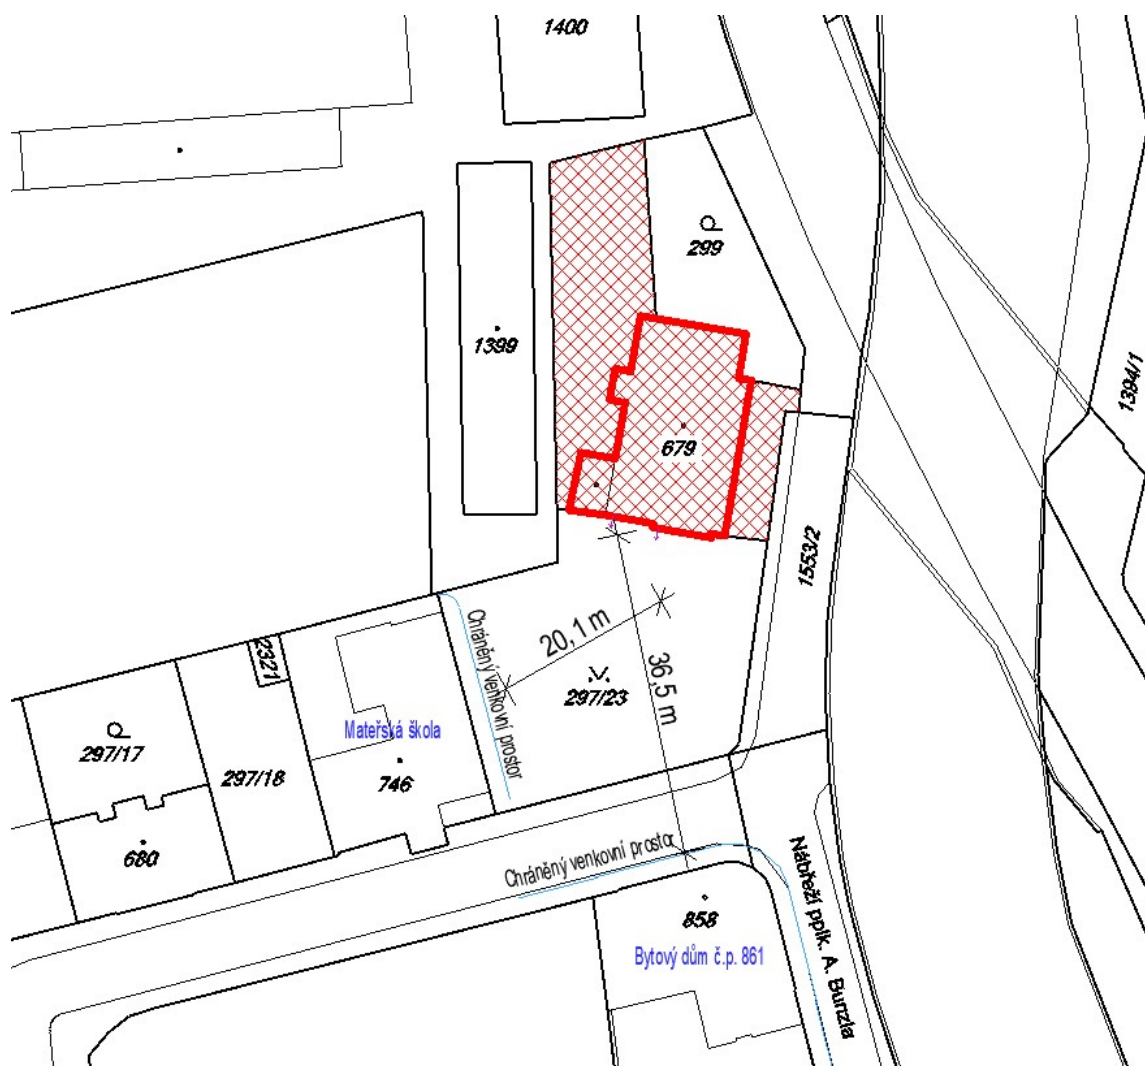 1400
299
1399
1394/1
679
1553/2
Chráněný venkovní prostor
20,1 m
36,5 m
2321
297/23
Mateřská škola
297/17
297/18
746
680
Chráněný venkovní prostor
Nábřeží pplk. A. Bunzla
858
Bytový dům č.p. 861